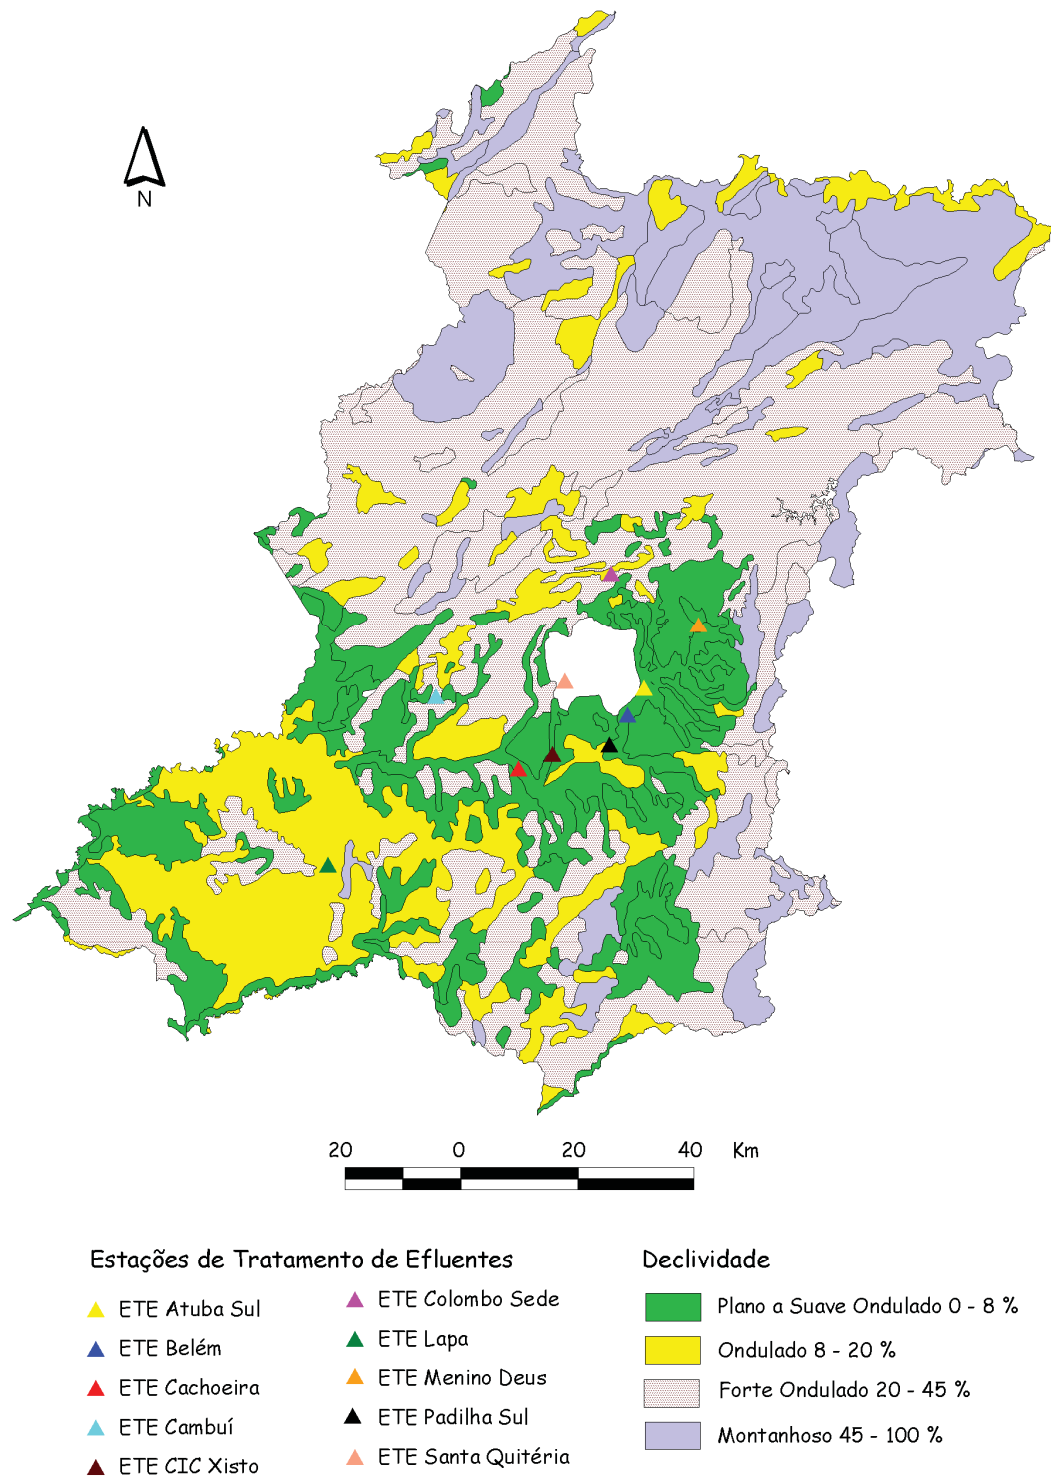 N
20 0 20 40 Km
Estações de Tratamento de Efluentes
ETE Atuba Sul
ETE Belém
ETE Cachoeira
ETE Cambuí
ETE CIC Xisto
ETE Colombo Sede
ETE Lapa
ETE Menino Deus
ETE Padilha Sul
ETE Santa Quitéria
Declividade
Plano a Suave Ondulado 0 - 8 %
Ondulado 8 - 20 %
Forte Ondulado 20 - 45 %
Montanhoso 45 - 100 %